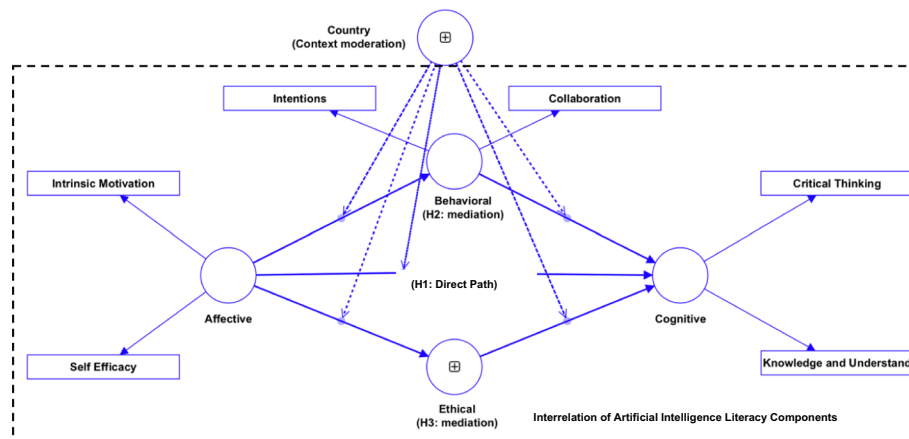 Country
(Context moderation)
Intentions
Collaboration
Intrinsic Motivation
Critical Thinking
Behavioral
(H2: mediation)
(H1: Direct Path)
Affective
Cognitive
Self Efficacy
Knowledge and Understand
Ethical
(H3: mediation)
Interrelation of Artificial Intelligence Literacy Components